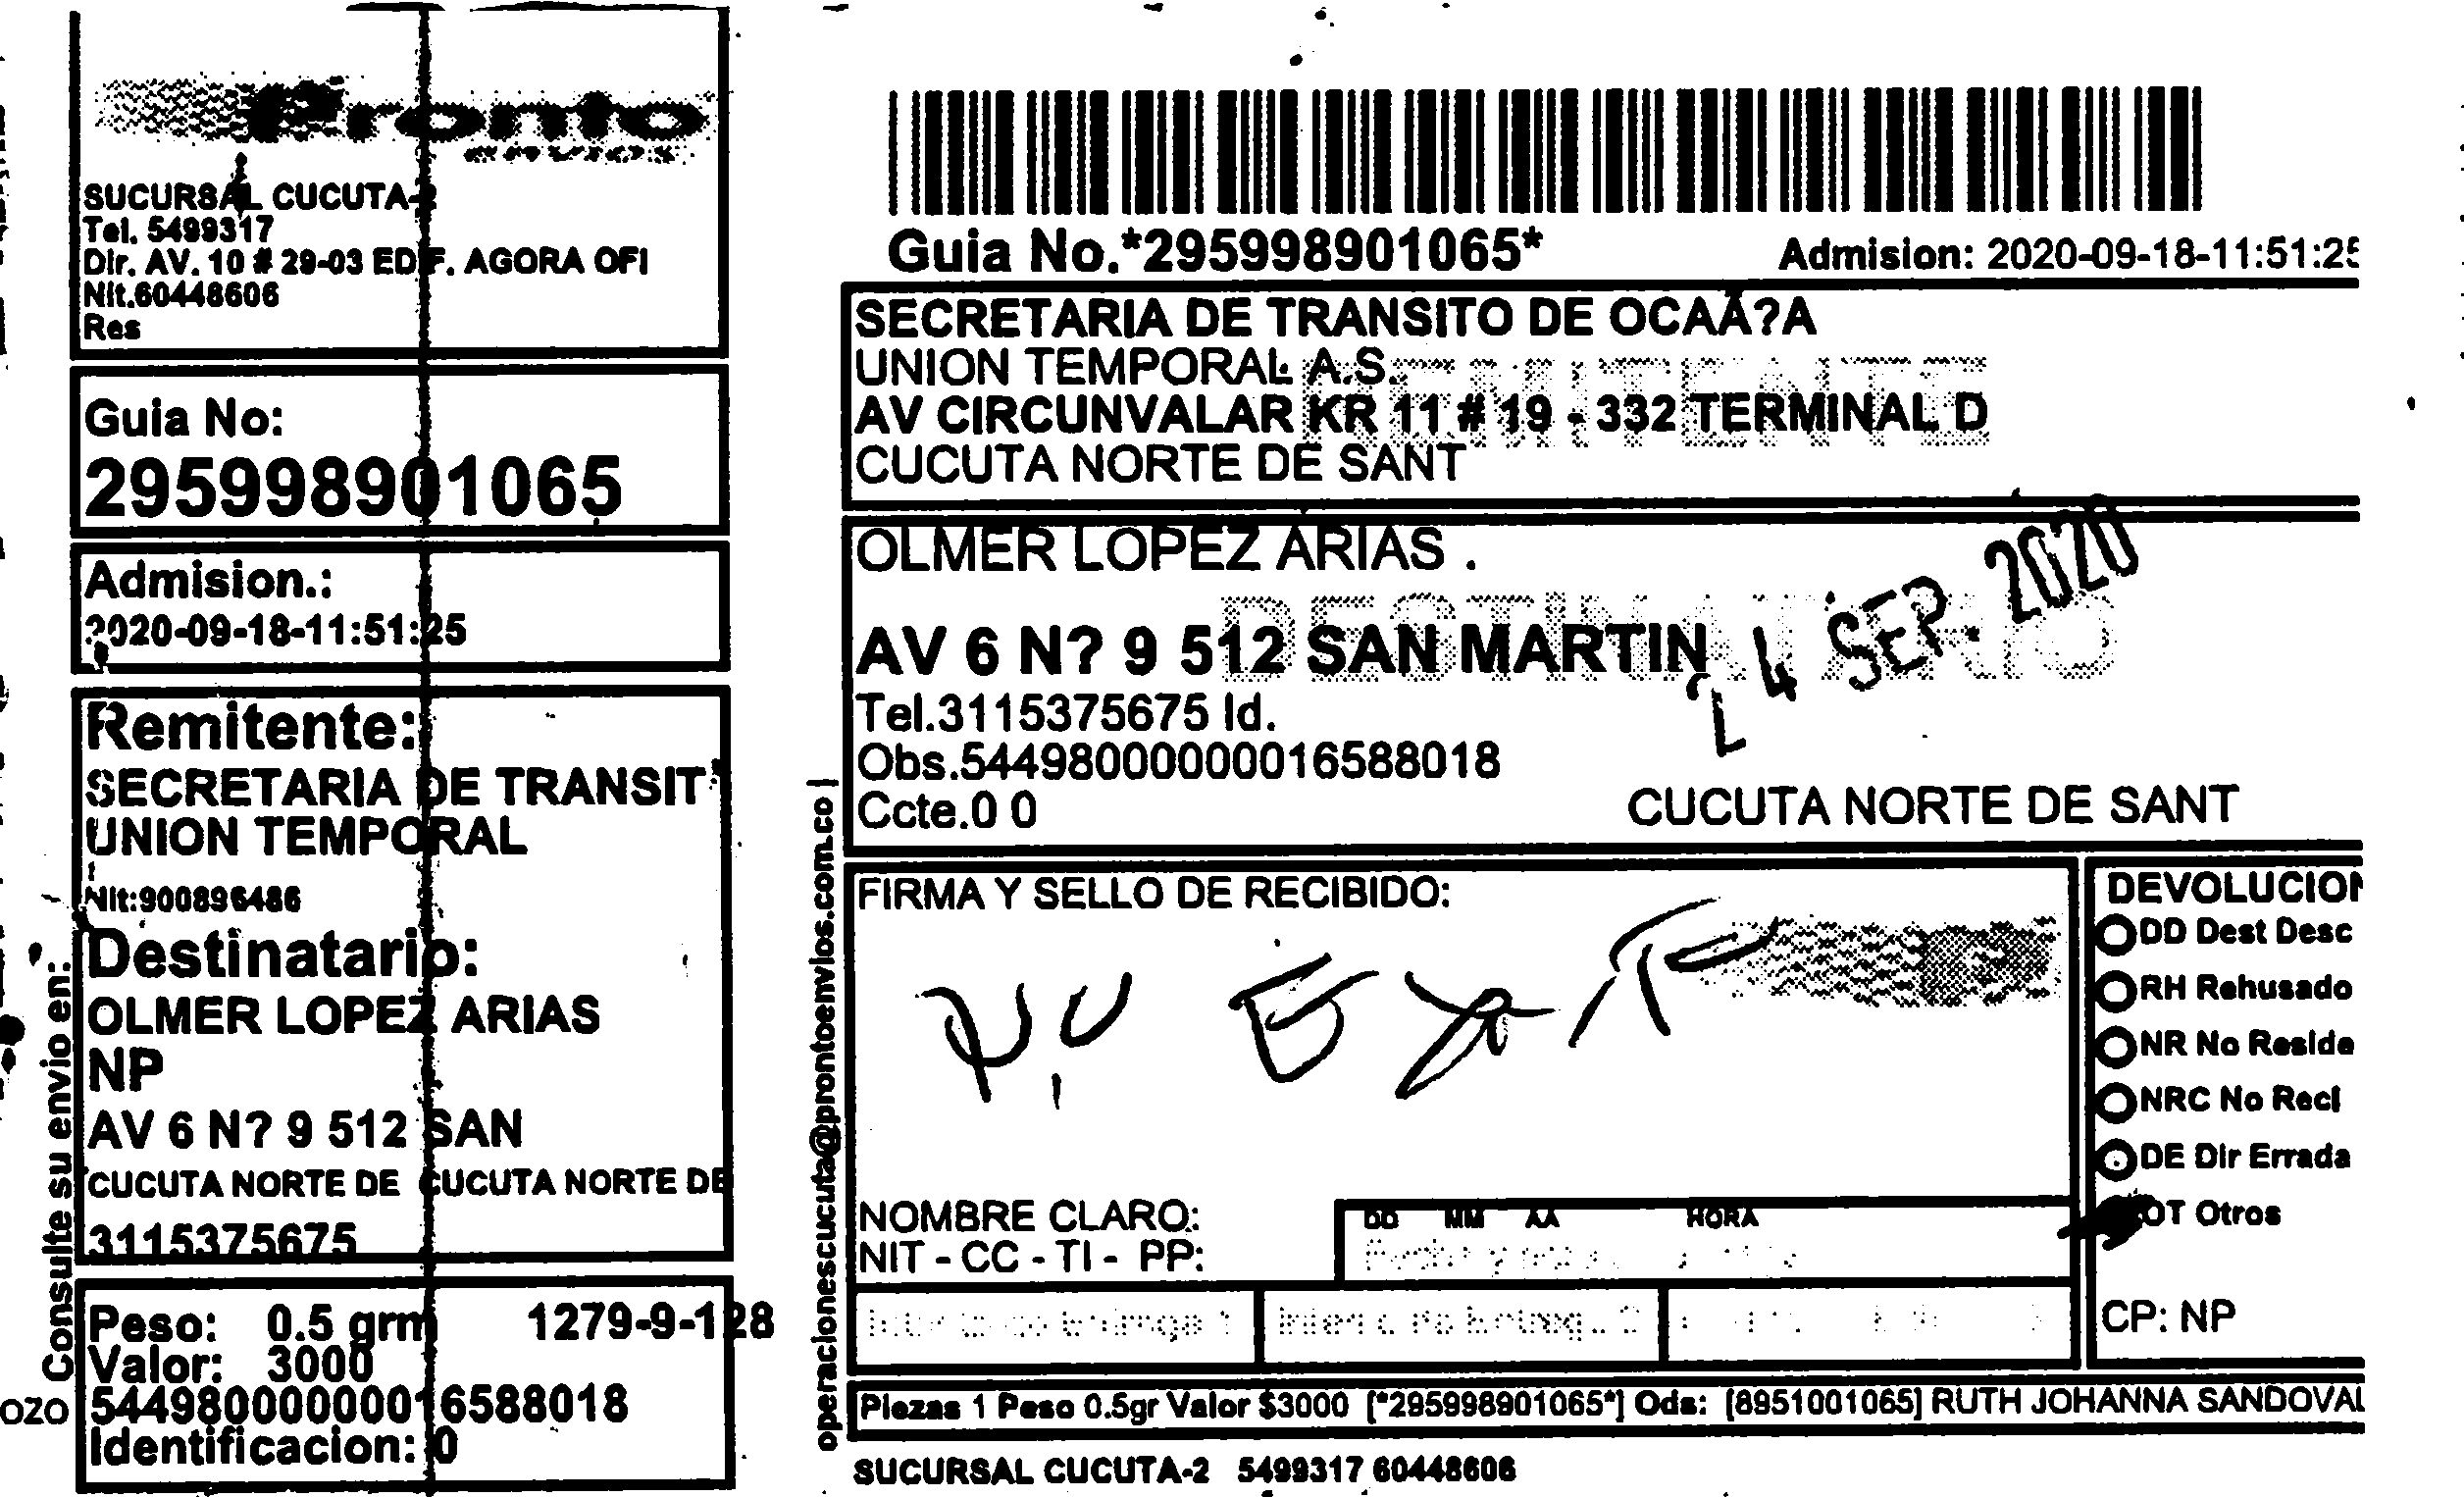 Pronto
envios
SUCURSAL CUCUTA-2
Tel. 5499317
Dir. AV. 10 # 29-03 EDIF. AGORA OFI
Nit.60448606
Res
Guia No:
295998901065
Admision.:
2020-09-18-11:51:25
Remitente:
SECRETARIA DE TRANSIT
UNION TEMPORAL
Nit:900896486
Destinatario:
OLMER LOPEZ ARIAS
NP
AV 6 N? 9 512 SAN
CUCUTA NORTE DE CUCUTA NORTE DE
3115375675
Peso: 0.5 grm 1279-9-128
Valor: 3000
544980000000016588018
Identificacion: 0
Consulte su envio en:
ozo
operacionescucuta@prontoenvios.com.co |
Guia No.*295998901065*
Admision: 2020-09-18-11:51:25
SECRETARIA DE TRANSITO DE OCAÃ?A
UNION TEMPORAL A.S.
AV CIRCUNVALAR KR 11 # 19 - 332 TERMINAL D
CUCUTA NORTE DE SANT
REMITENTE
OLMER LOPEZ ARIAS .
DESTINATARIO
AV 6 N? 9 512 SAN MARTIN
24 SEP. 2020
Tel.3115375675 Id.
Obs.544980000000016588018
Ccte.0 0
CUCUTA NORTE DE SANT
FIRMA Y SELLO DE RECIBIDO:
NOMBRE CLARO:
NIT - CC - TI - PP:
DD MM AA HORA
DEVOLUCION
DD Dest Desc
RH Rehusado
NR No Reside
NRC No Recl
DE Dir Errada
OT Otros
CP: NP
Piezas 1 Peso 0.5gr Valor $3000 [*295998901065*] Ods: [8951001065] RUTH JOHANNA SANDOVAL
SUCURSAL CUCUTA-2 5499317 60448606